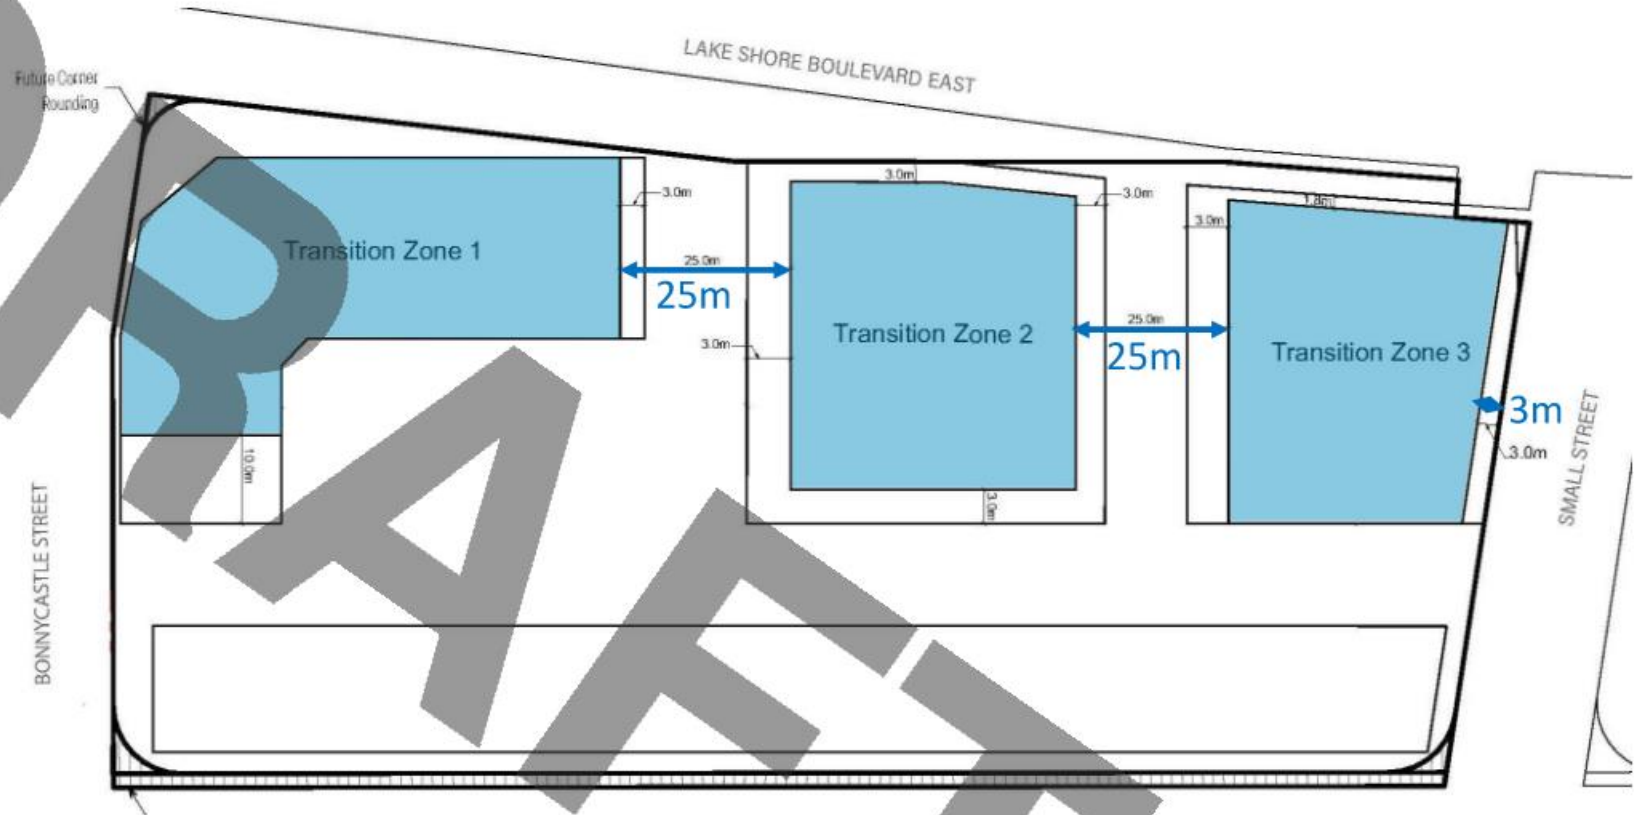 LAKE SHORE BOULEVARD EAST
Future Corner
Rounding
3.0m
3.0m
3.0m
1.8m
3.0m
Transition Zone 1
25.0m
25m
Transition Zone 2
3.0m
25.0m
25m
Transition Zone 3
3m
3.0m
10.0m
3.0m
BONNYCASTLE STREET
SMALL STREET
DRAFT